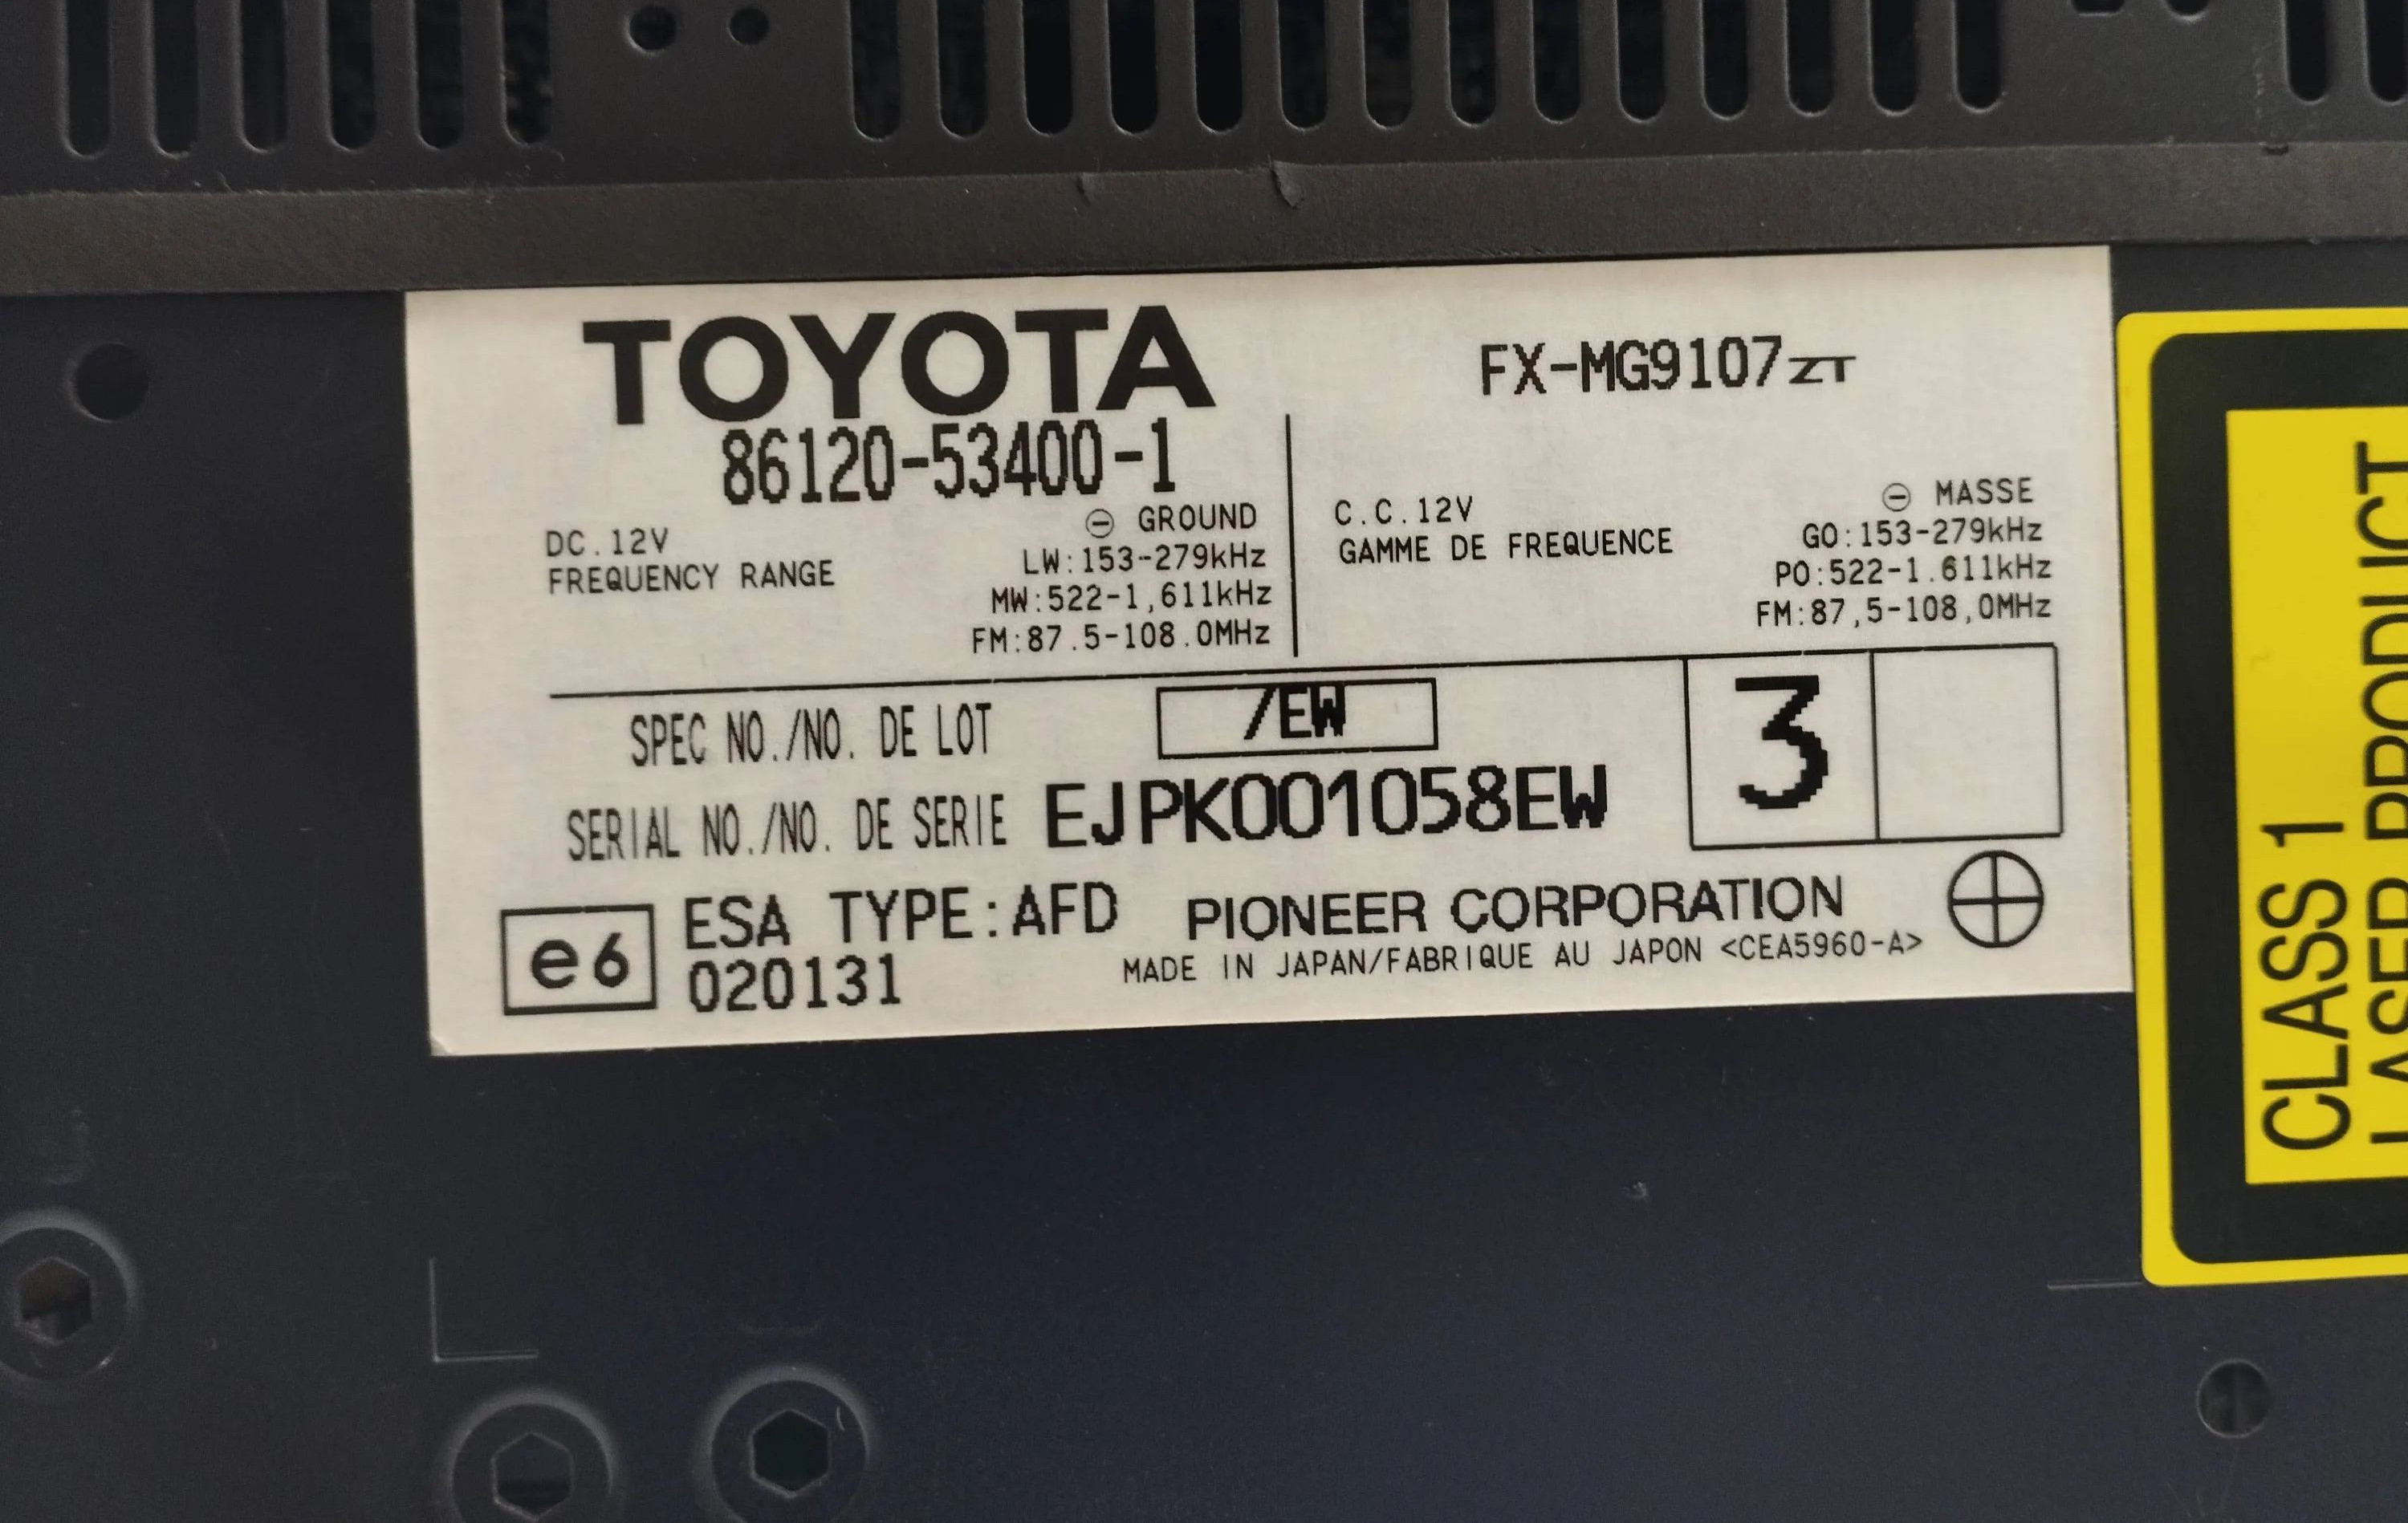 TOYOTA
FX-MG9107ZT
86120-53400-1
DC.12V
⊖ GROUND
FREQUENCY RANGE
LW:153-279kHz
MW:522-1,611kHz
FM:87.5-108.0MHz
C.C.12V
⊖ MASSE
GAMME DE FREQUENCE
GO:153-279kHz
PO:522-1.611kHz
FM:87,5-108,0MHz
SPEC NO./NO. DE LOT /EW
3
SERIAL NO./NO. DE SERIE EJPK001058EW
e6
ESA TYPE:AFD
020131
PIONEER CORPORATION
MADE IN JAPAN/FABRIQUE AU JAPON <CEA5960-A>
CLASS 1
LASER PRODUCT